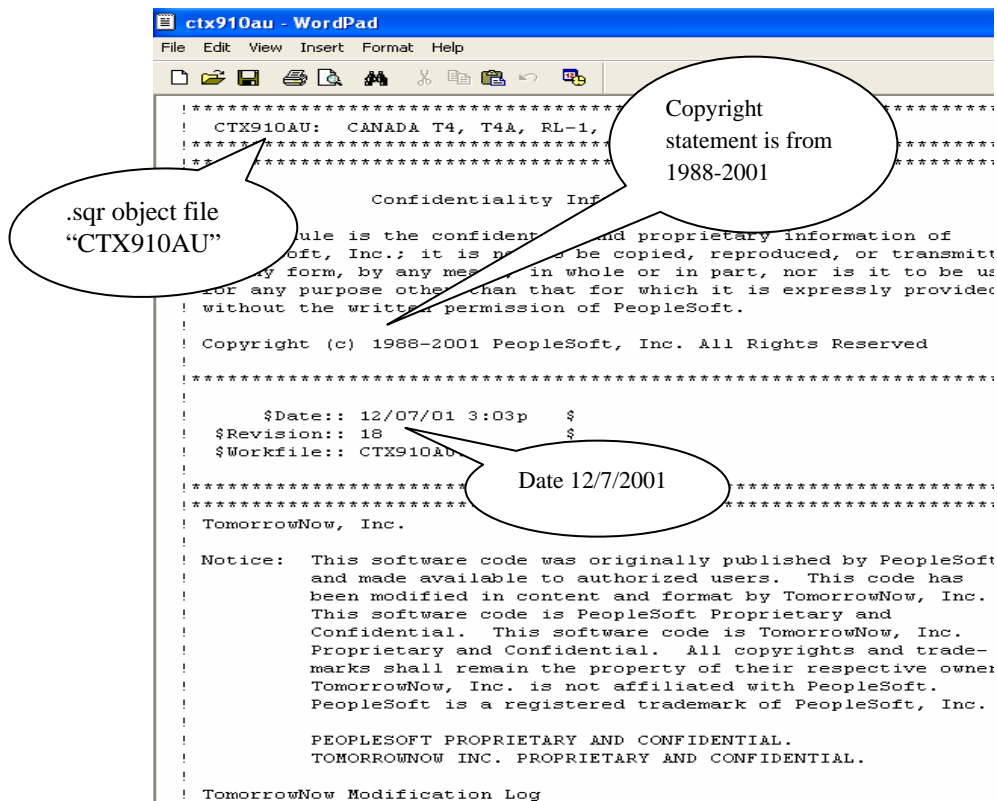 ctx910au - WordPad
File Edit View Insert Format Help
!***********************************
! CTX910AU: CANADA T4, T4A, RL-1,
!***********************************
!***********************************
Copyright
statement is from
1988-2001
.sqr object file
“CTX910AU”
! Confidentiality Inf
is the confident and proprietary information of
Inc.; it is be copied, reproduced, or
form, by any in whole or in part, nor is it to be
for any purpose other than that for which it is expressly provided
! without the written permission of PeopleSoft.
!
! Copyright (c) 1988-2001 PeopleSoft, Inc. All Rights Reserved
!
!***********************************
!
! $Date:: 12/07/01 3:03p $
! $Revision:: 18 $
! $Workfile:: CTX910AU
!
Date 12/7/2001
!***********************************
!***********************************
! TomorrowNow, Inc.
!
! Notice: This software code was originally published by PeopleSoft
! and made available to authorized users. This code has
! been modified in content and format by TomorrowNow, Inc.
! This software code is PeopleSoft Proprietary and
! Confidential. This software code is TomorrowNow, Inc.
! Proprietary and Confidential. All copyrights and trade-
! marks shall remain the property of their respective owner
! TomorrowNow, Inc. is not affiliated with PeopleSoft.
! PeopleSoft is a registered trademark of PeopleSoft, Inc.
!
! PEOPLESOFT PROPRIETARY AND CONFIDENTIAL.
! TOMORROWNOW INC. PROPRIETARY AND CONFIDENTIAL.
!
! TomorrowNow Modification Log